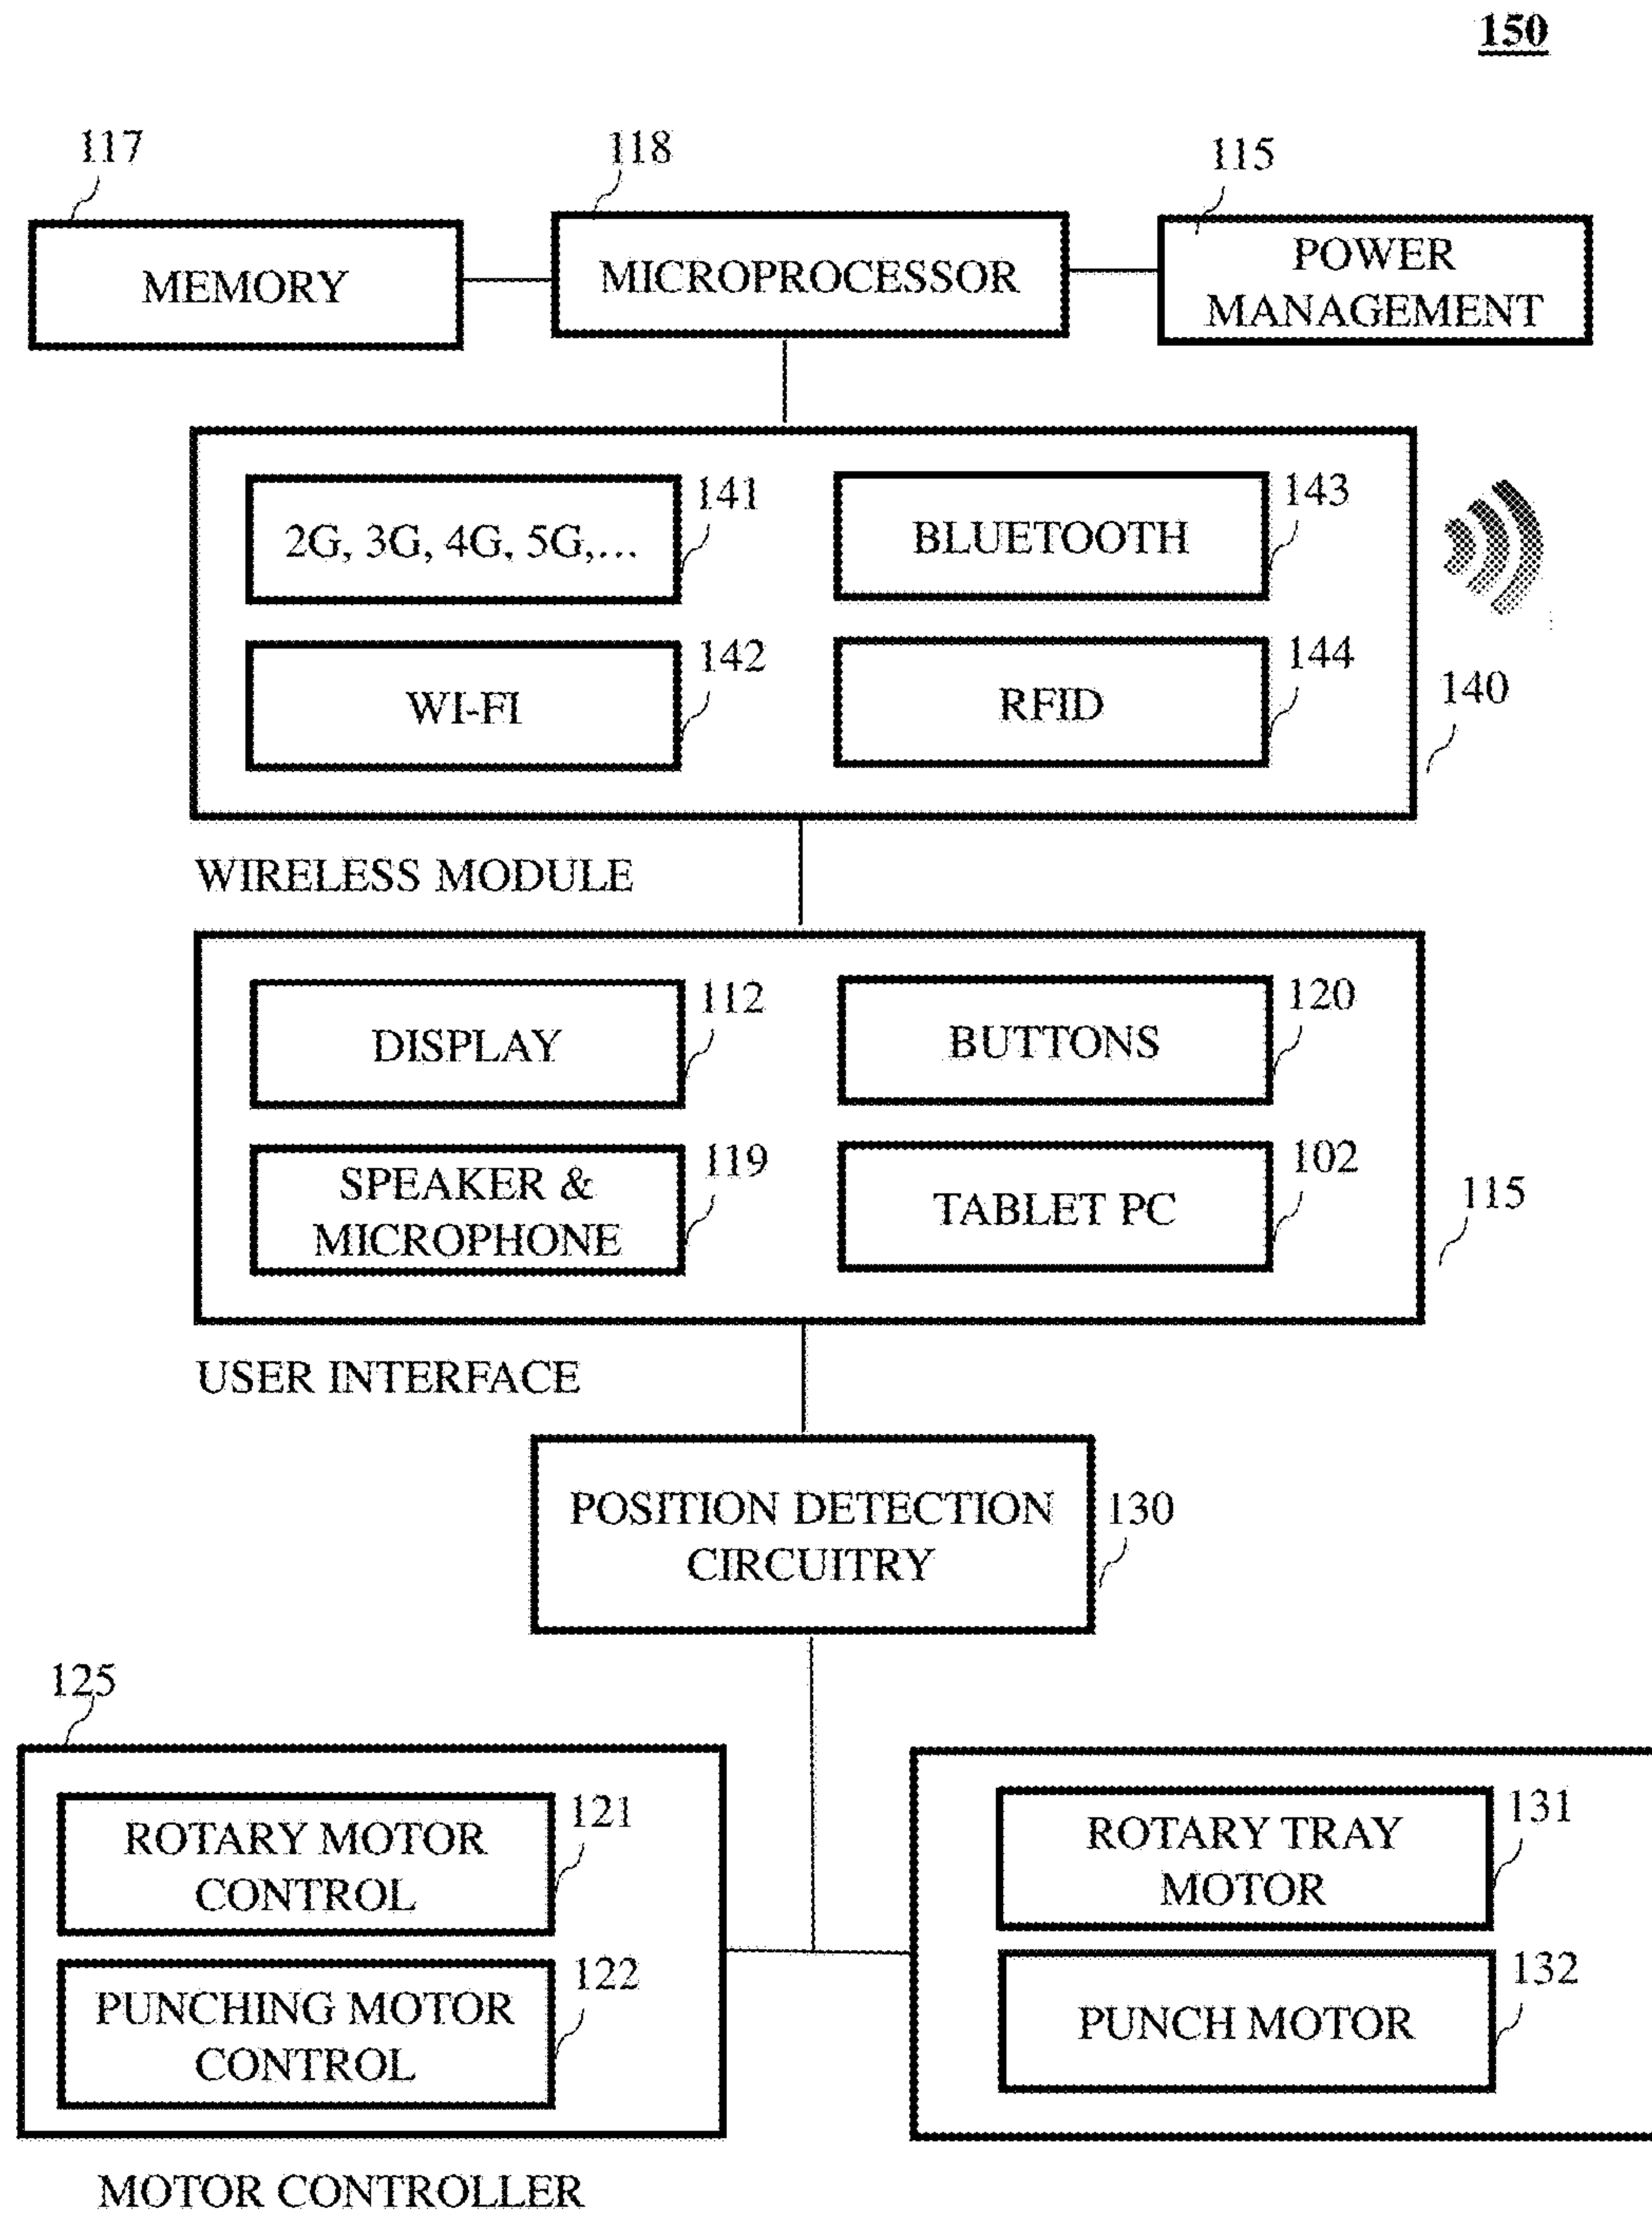 150
117
118
115
MEMORY
MICROPROCESSOR
POWER
MANAGEMENT
2G, 3G, 4G, 5G,...
141
BLUETOOTH
143
WI-FI
142
RFID
144
140
WIRELESS MODULE
DISPLAY
112
BUTTONS
120
SPEAKER &
MICROPHONE
119
TABLET PC
102
115
USER INTERFACE
POSITION DETECTION
CIRCUITRY
130
125
ROTARY MOTOR
CONTROL
121
PUNCHING MOTOR
CONTROL
122
ROTARY TRAY
MOTOR
131
PUNCH MOTOR
132
MOTOR CONTROLLER